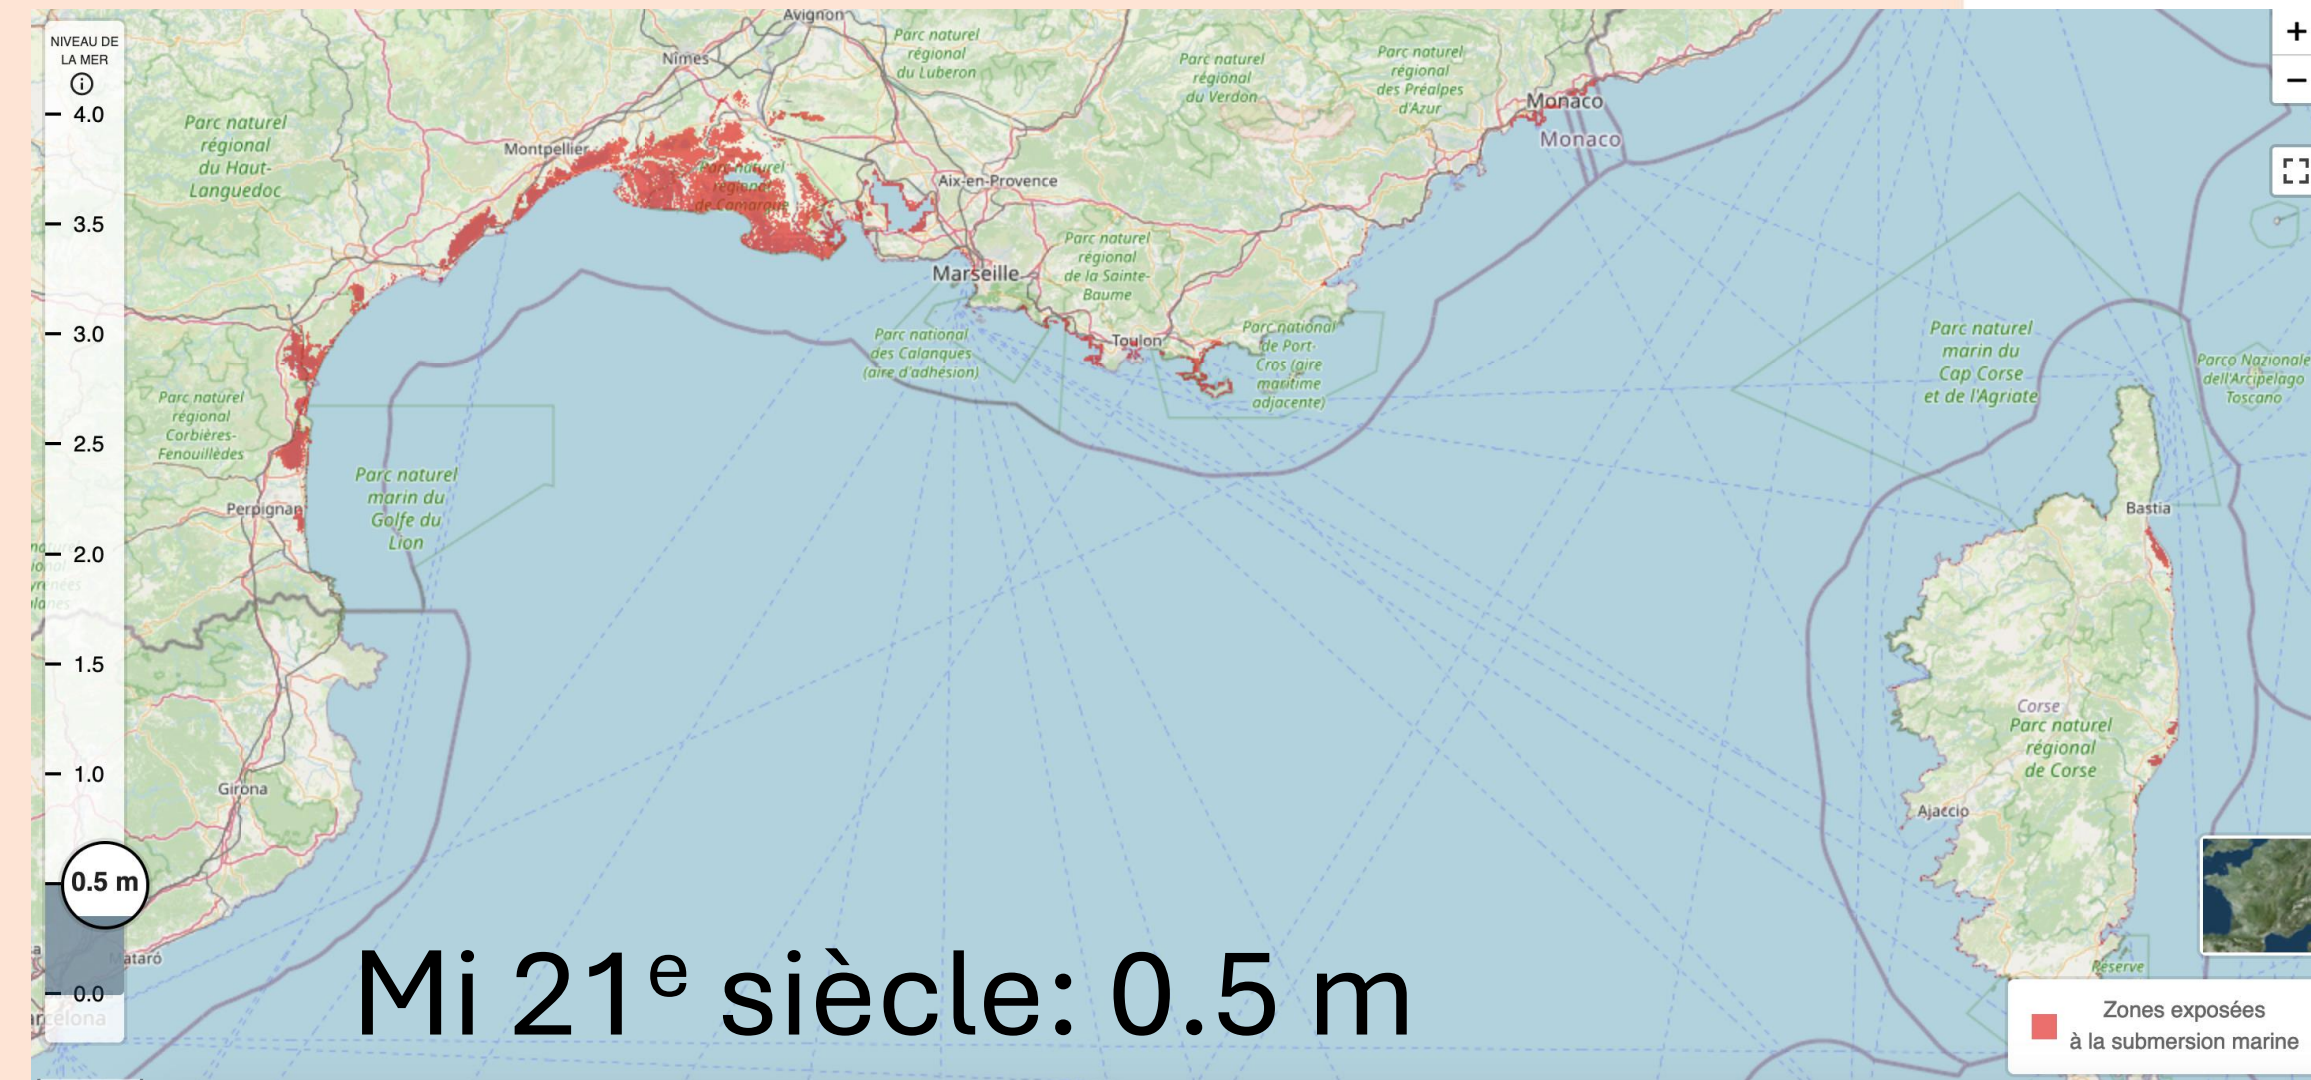 NIVEAU DE
LA MER
4.0
3.5
3.0
2.5
2.0
1.5
1.0
0.5 m
0.0
Avignon
Nîmes
Parc naturel
régional
du Luberon
Parc naturel
régional
du Verdon
Parc naturel
régional
des Préalpes
d'Azur
Monaco
Monaco
Parc naturel
régional
du Haut-
Languedoc
Montpellier
Parc naturel
régional
de Camargue
Aix-en-Provence
Marseille
Parc naturel
régional
de la Sainte-
Baume
Toulon
Parc national
des Calanques
(aire d'adhésion)
Parc national
de Port-
Cros (aire
maritime
adjacente)
Parc naturel
marin du
Cap Corse
et de l'Agriate
Parco Nazionale
dell'Arcipelago
Toscano
Parc naturel
régional
Corbières-
Fenouillèdes
Parc naturel
marin du
Golfe du
Lion
Perpignan
Bastia
Corse
Parc naturel
régional
de Corse
Ajaccio
Girona
Mataró
Réserve
Mi 21e siècle: 0.5 m
Zones exposées
à la submersion marine